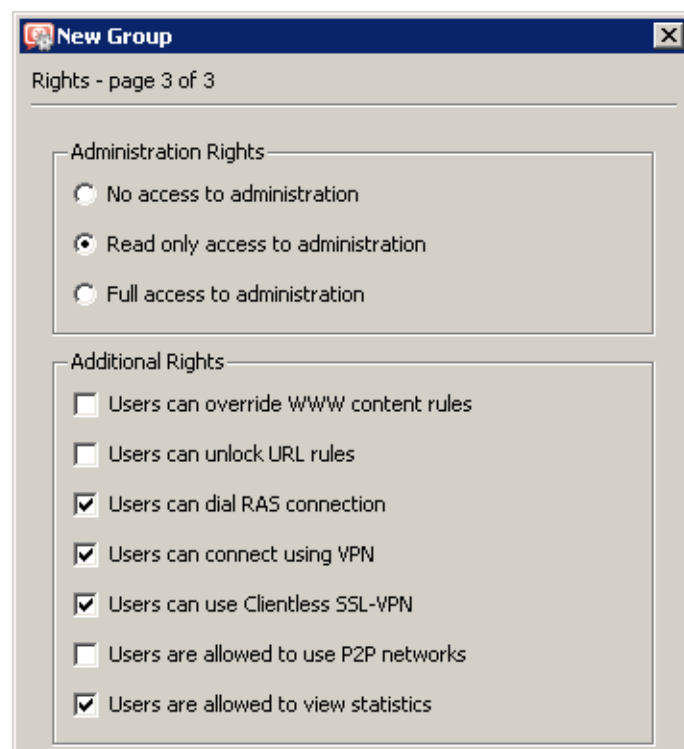 New Group
Rights - page 3 of 3
Administration Rights
No access to administration
Read only access to administration
Full access to administration
Additional Rights
Users can override WWW content rules
Users can unlock URL rules
Users can dial RAS connection
Users can connect using VPN
Users can use Clientless SSL-VPN
Users are allowed to use P2P networks
Users are allowed to view statistics